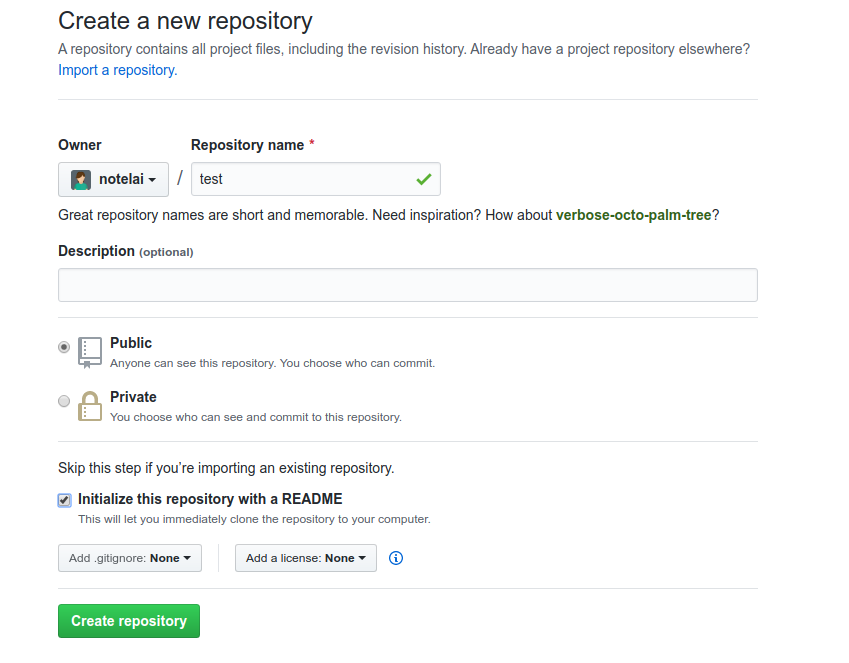 Create a new repository
A repository contains all project files, including the revision history. Already have a project repository elsewhere?
Import a repository.
Owner
Repository name *
notelai / test
Great repository names are short and memorable. Need inspiration? How about verbose-octo-palm-tree?
Description (optional)
Public
Anyone can see this repository. You choose who can commit.
Private
You choose who can see and commit to this repository.
Skip this step if you’re importing an existing repository.
Initialize this repository with a README
This will let you immediately clone the repository to your computer.
Add .gitignore: None
Add a license: None
Create repository